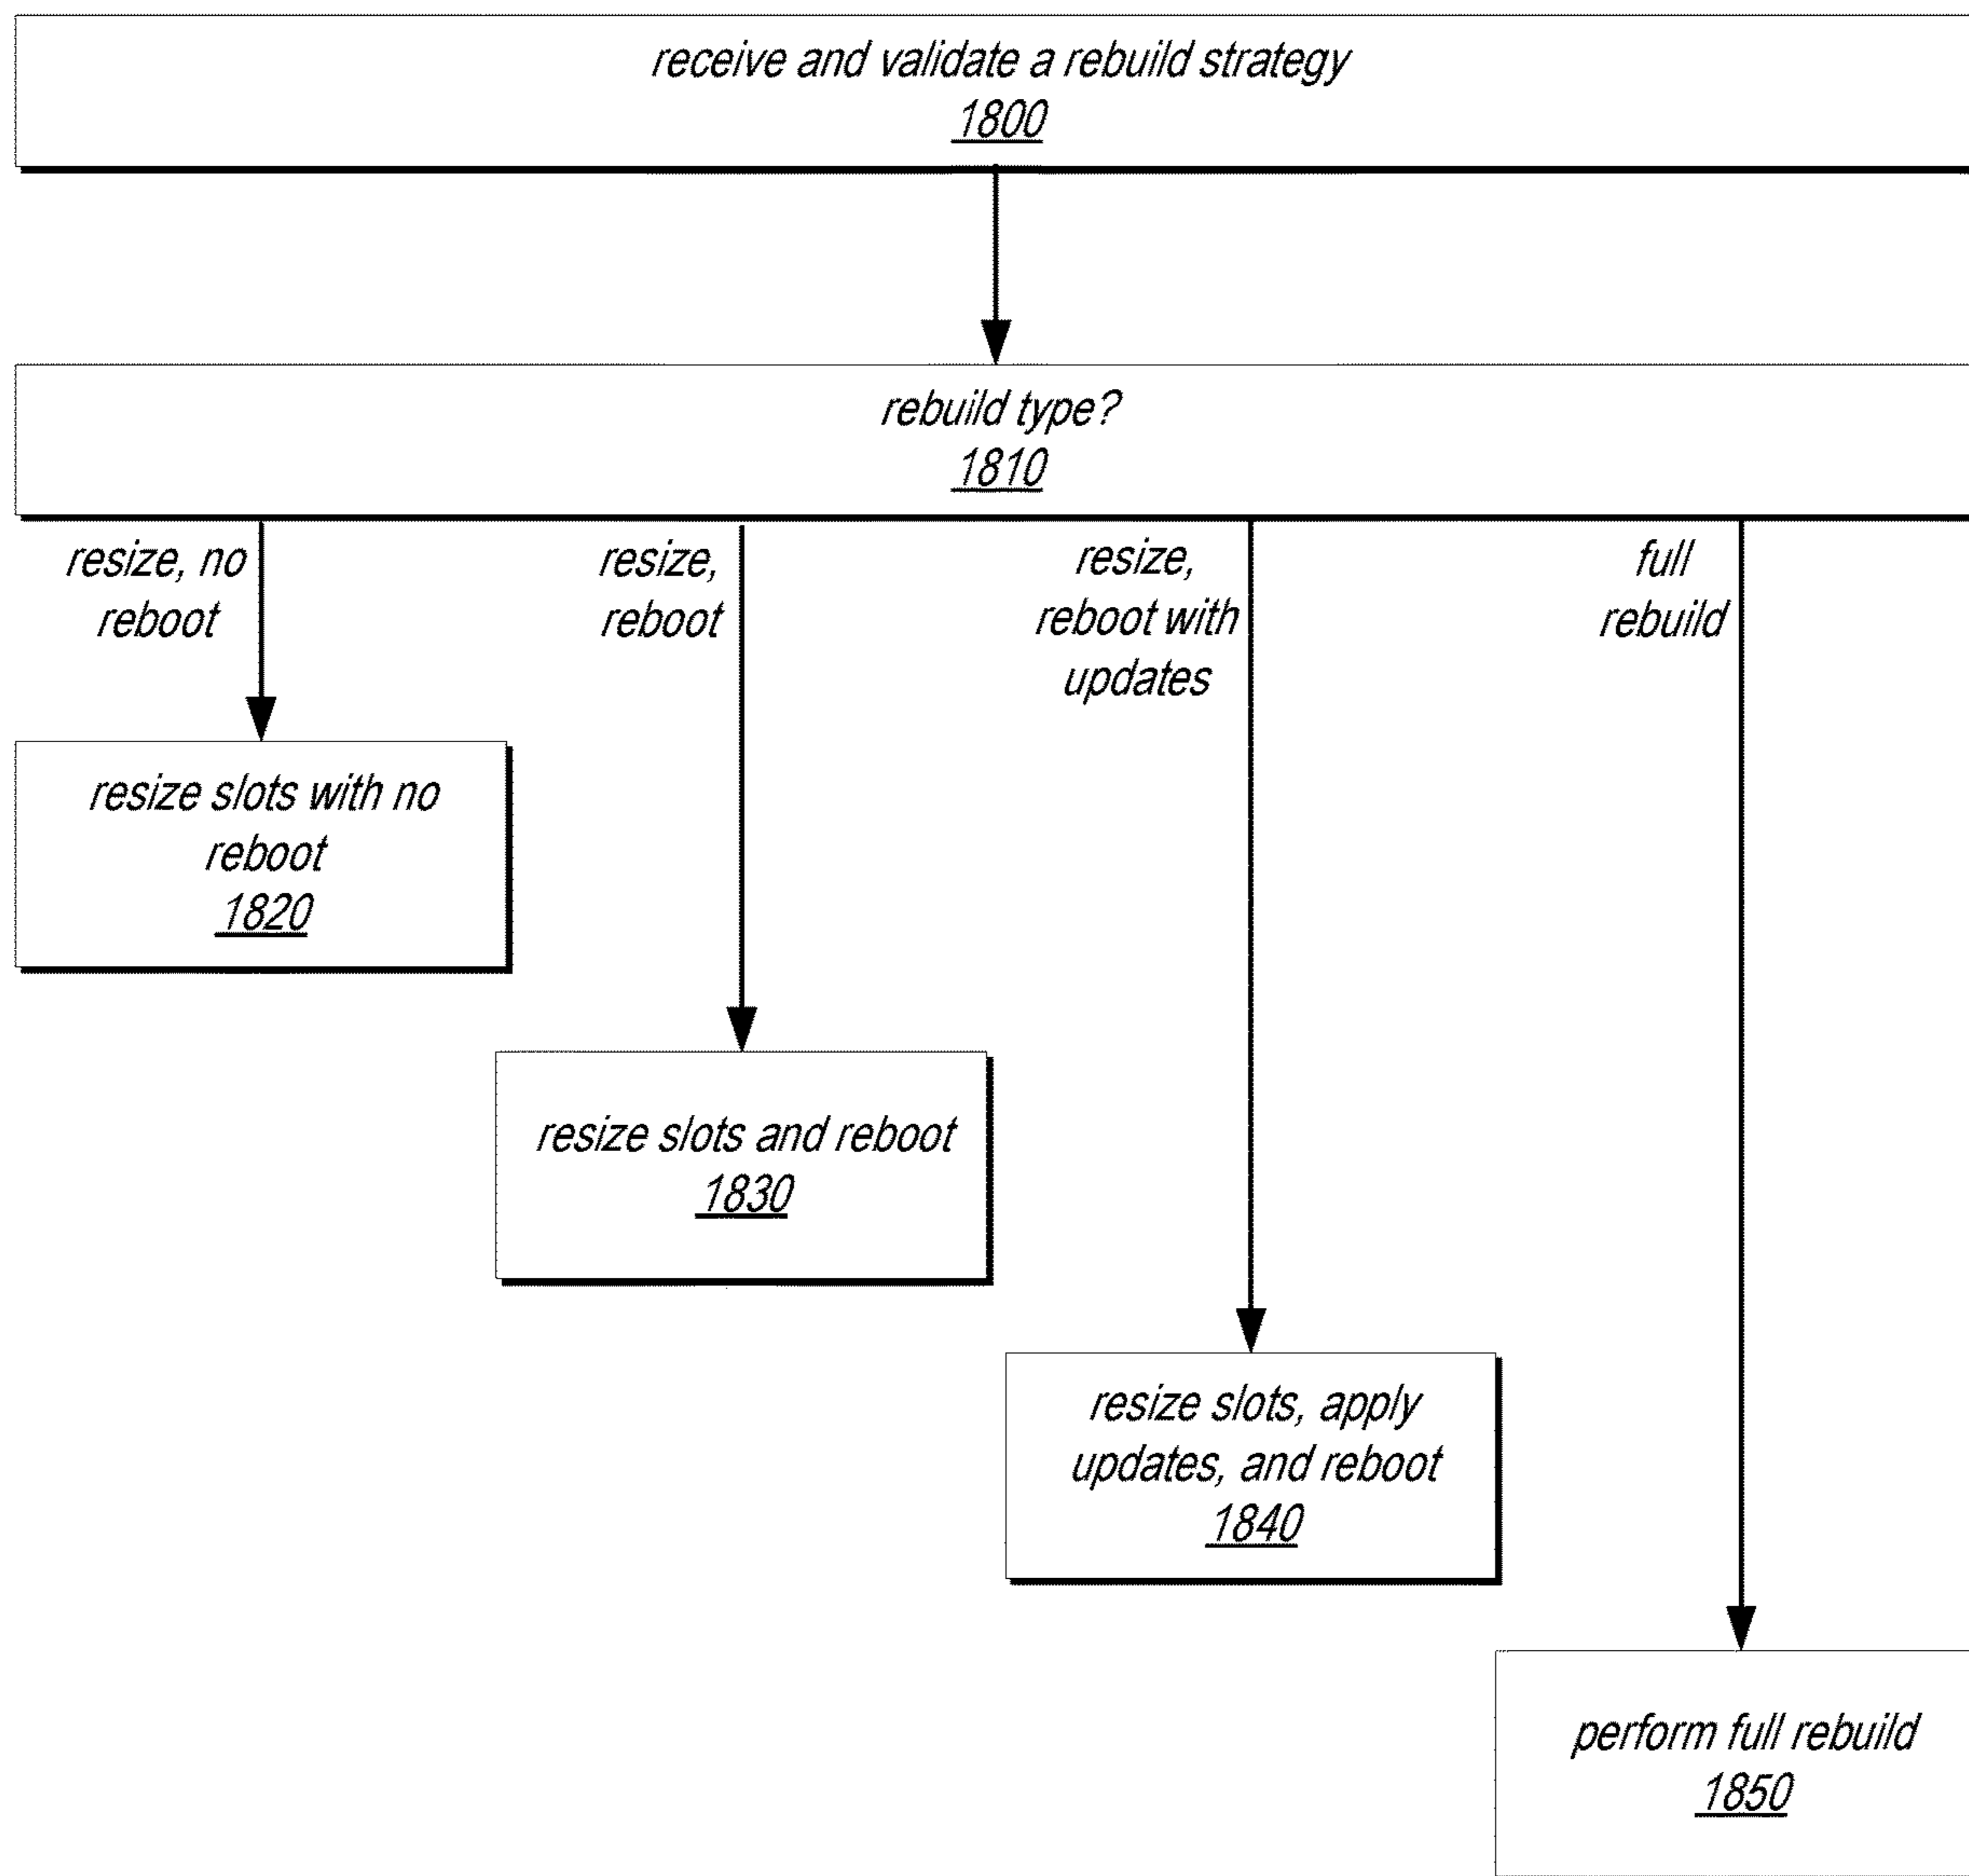 receive and validate a rebuild strategy
1800
rebuild type?
1810
resize, no
reboot
resize,
reboot
resize,
reboot with
updates
full
rebuild
resize slots with no
reboot
1820
resize slots and reboot
1830
resize slots, apply
updates, and reboot
1840
perform full rebuild
1850